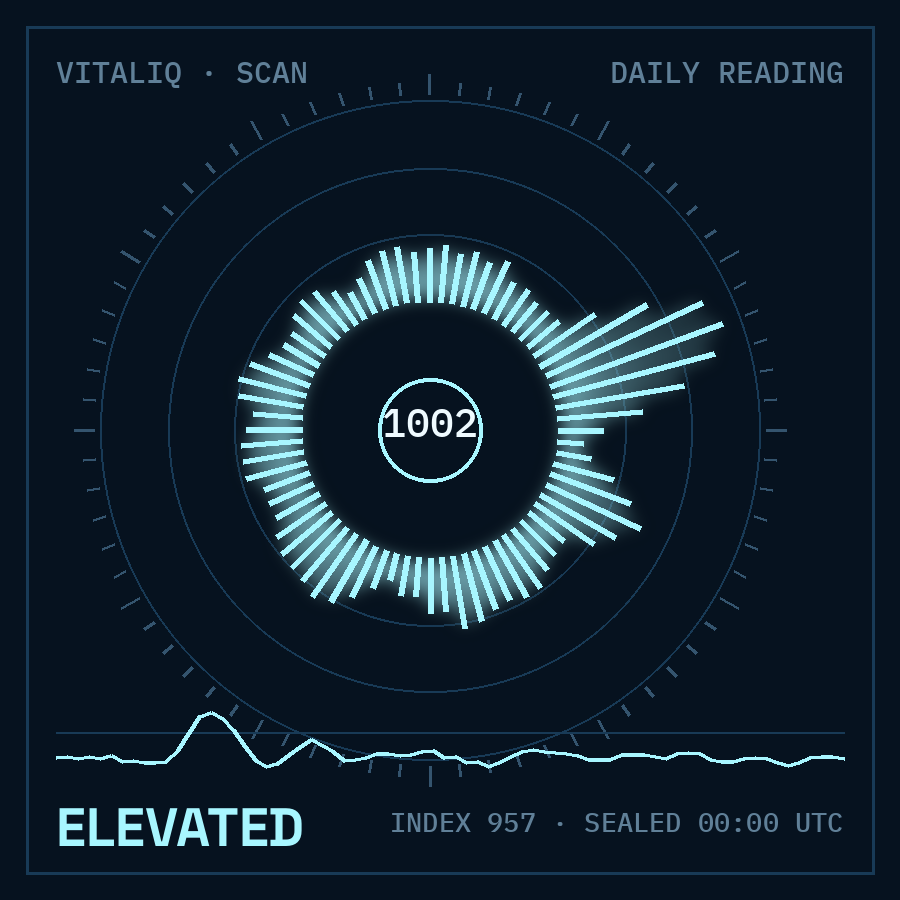 VITALIQ · SCAN
DAILY READING
1002
ELEVATED
INDEX 957 · SEALED 00:00 UTC